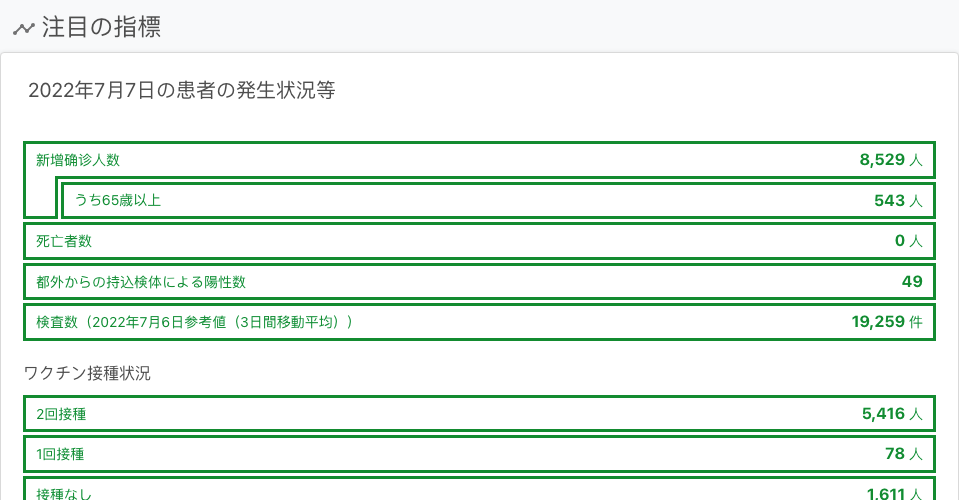 注目の指標
2022年7月7日の患者の発生状況等
新增确诊人数 8,529 人
うち65歳以上 543 人
死亡者数 0 人
都外からの持込検体による陽性数 49
検査数（2022年7月6日参考値（3日間移動平均）） 19,259 件
ワクチン接種状況
2回接種 5,416 人
1回接種 78 人
接種なし 1,611 人